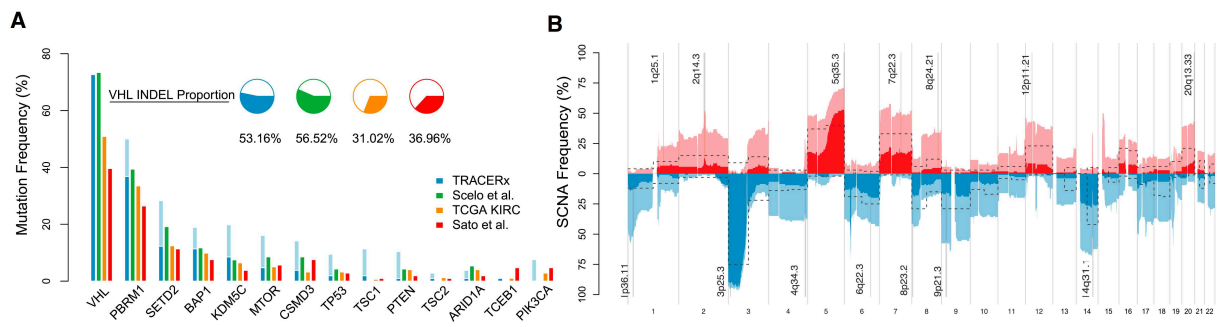 A
Mutation Frequency (%)
80
60
40
20
0
VHL INDEL Proportion
53.16%
56.52%
31.02%
36.96%
TRACERx
Scelo et al.
TCGA KIRC
Sato et al.
VHL
PBRM1
SETD2
BAP1
KDM5C
MTOR
CSMD3
TP53
TSC1
PTEN
TSC2
ARID1A
TCEB1
PIK3CA
B
SCNA Frequency (%)
100
75
50
25
0
25
50
75
100
1q25.1
2q14.3
5q35.3
7q22.3
8q24.21
12p11.21
20q13.33
1p36.11
3p25.3
4q34.3
6q22.3
8p23.2
9p21.3
14q31.1
1
2
3
4
5
6
7
8
9
10
11
12
13
14
15
16
17
18
19
20
21
22